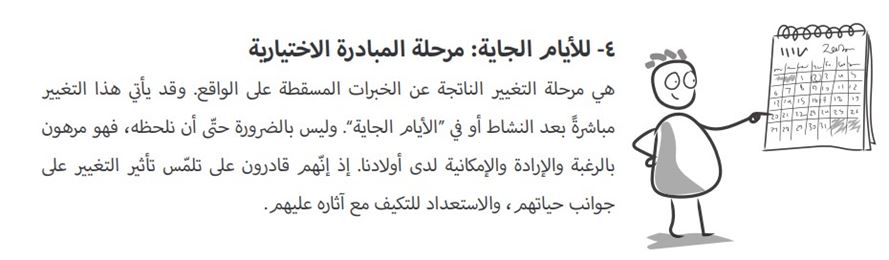 ٤- للأيام الجاية: مرحلة المبادرة الاختيارية
هي مرحلة التغيير الناتجة عن الخبرات المسقطة على الواقع. وقد يأتي هذا التغيير
مباشرةً بعد النشاط أو في "الأيام الجاية". وليس بالضرورة حتّى أن نلحظه، فهو مرهون
بالرغبة والإرادة والإمكانية لدى أولادنا. إذ إنّهم قادرون على تلمّس تأثير التغيير على
جوانب حياتهم، والاستعداد للتكيف مع آثاره عليهم.